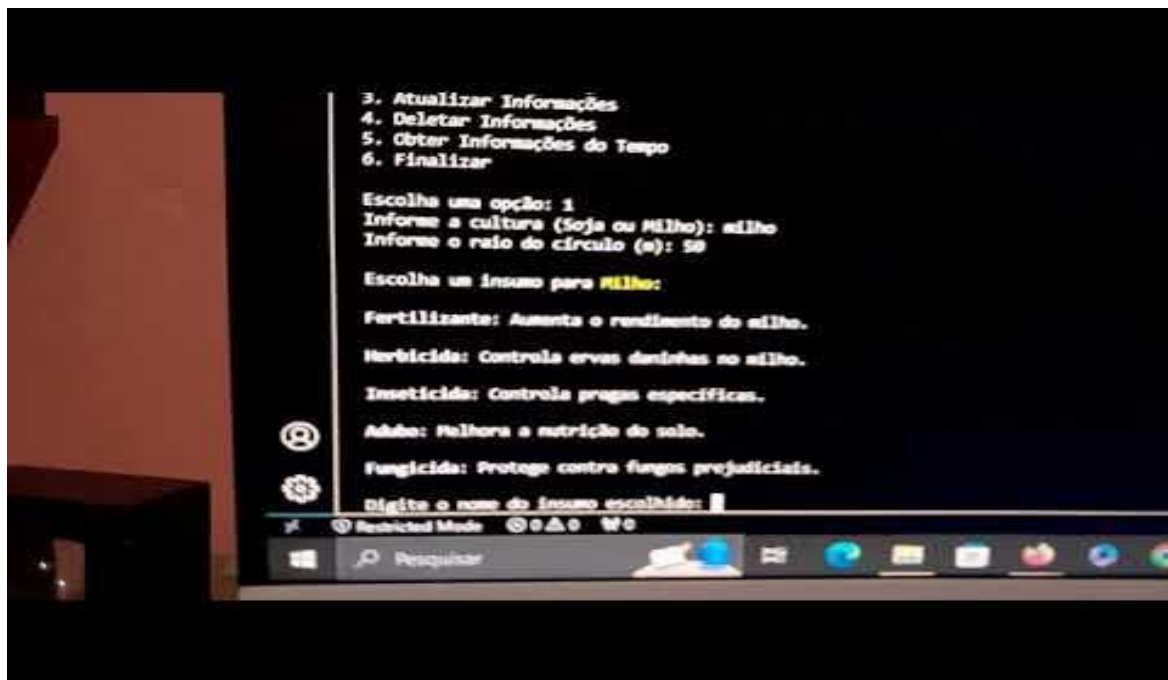 3. Atualizar Informações
4. Deletar Informações
5. Obter Informações do Tempo
6. Finalizar
Escolha uma opção: 1
Informe a cultura (Soja ou Milho): milho
Informe o raio do círculo (m): 50
Escolha um insumo para Milho:
Fertilizante: Aumenta o rendimento do milho.
Herbicida: Controla ervas daninhas no milho.
Inseticida: Controla pragas específicas.
Adubo: Melhora a nutrição do solo.
Fungicida: Protege contra fungos prejudiciais.
Digite o nome do insumo escolhido:
Restricted Mode 0 0 0
Pesquisar